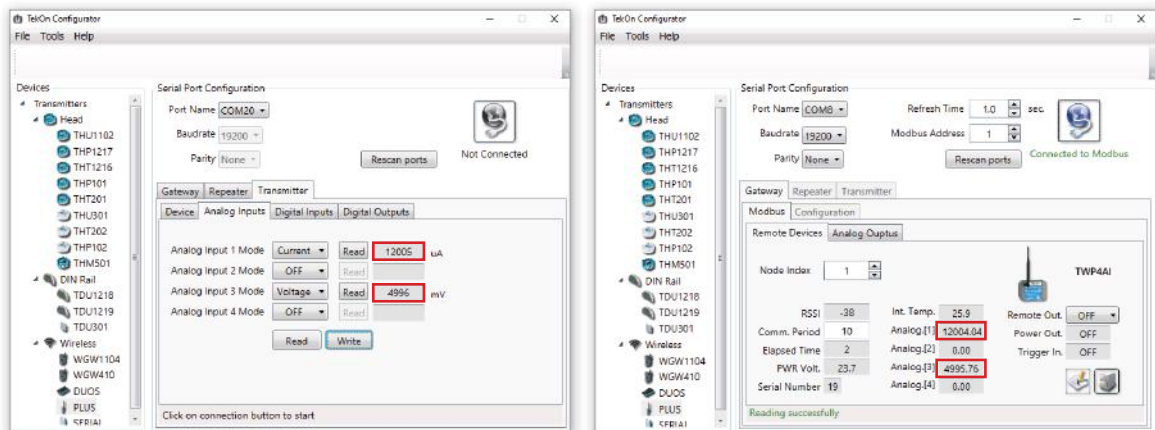 TekOn Configurator
File Tools Help
Devices
Transmitters
Head
THU1102
THP1217
THT1216
THP101
THT201
THU301
THT202
THP102
THM501
DIN Rail
TDU1218
TDU1219
TDU301
Wireless
WGW1104
WGW410
DUOS
PLUS
SERIAL
Serial Port Configuration
Port Name COM20
Baudrate 19200
Parity None
Rescan ports
Not Connected
Gateway Repeater Transmitter
Device Analog Inputs Digital Inputs Digital Outputs
Analog Input 1 Mode Current Read 12005 uA
Analog Input 2 Mode OFF Read
Analog Input 3 Mode Voltage Read 4996 mV
Analog Input 4 Mode OFF Read
Read Write
Click on connection button to start
TekOn Configurator
File Tools Help
Devices
Transmitters
Head
THU1102
THP1217
THT1216
THP101
THT201
THU301
THT202
THP102
THM501
DIN Rail
TDU1218
TDU1219
TDU301
Wireless
WGW1104
WGW410
DUOS
PLUS
SERIAL
Serial Port Configuration
Port Name COM8 Refresh Time 1.0 sec.
Baudrate 19200 Modbus Address 1
Parity None Rescan ports Connected to Modbus
Gateway Repeater Transmitter
Modbus Configuration
Remote Devices Analog Ouptus
Node Index 1 TWP4AI
RSSI -38 Int. Temp. 25.9 Remote Out. OFF
Comm. Period 10 Analog.[1] 12004.04 Power Out. OFF
Elapsed Time 2 Analog.[2] 0.00 Trigger In. OFF
PWR Volt. 23.7 Analog.[3] 4995.76
Serial Number 19 Analog.[4] 0.00
Reading successfully